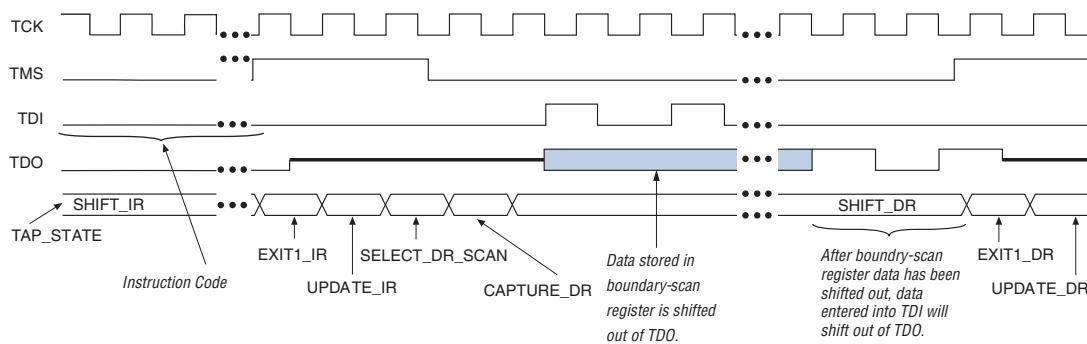 TCK
TMS
TDI
TDO
SHIFT_IR
SHIFT_DR
TAP_STATE
EXIT1_IR
SELECT_DR_SCAN
Instruction Code
UPDATE_IR
CAPTURE_DR
Data stored in
boundary-scan
register is shifted
out of TDO.
After boundry-scan
register data has been
shifted out, data
entered into TDI will
shift out of TDO.
EXIT1_DR
UPDATE_DR